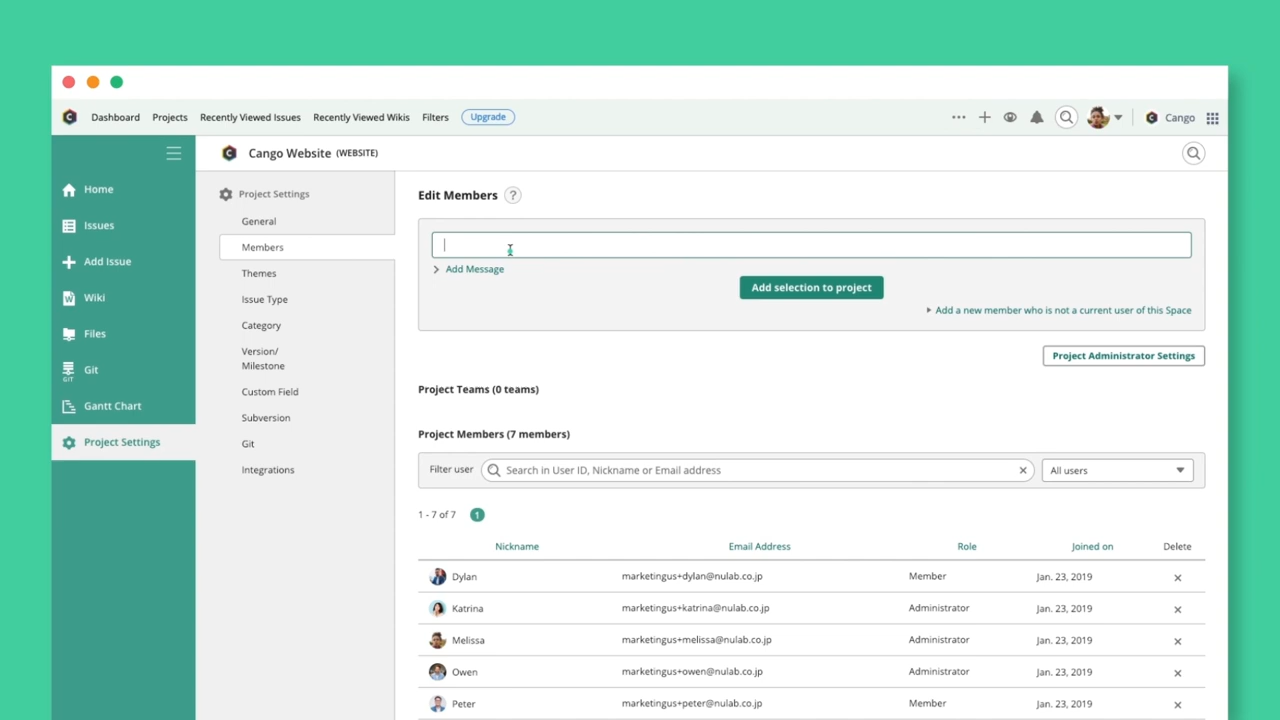 Dashboard Projects Recently Viewed Issues Recently Viewed Wikis Filters Upgrade Cango
Cango Website (WEBSITE)
Home
Issues
Add Issue
Wiki
Files
GIT Git
Gantt Chart
Project Settings
Project Settings
General
Members
Themes
Issue Type
Category
Version/
Milestone
Custom Field
Subversion
Git
Integrations
Edit Members ?
Add Message
Add selection to project
Add a new member who is not a current user of this Space
Project Administrator Settings
Project Teams (0 teams)
Project Members (7 members)
Filter user Search in User ID, Nickname or Email address All users
1 - 7 of 7 1
Nickname Email Address Role Joined on Delete
Dylan marketingus+dylan@nulab.co.jp Member Jan. 23, 2019
Katrina marketingus+katrina@nulab.co.jp Administrator Jan. 23, 2019
Melissa marketingus+melissa@nulab.co.jp Administrator Jan. 23, 2019
Owen marketingus+owen@nulab.co.jp Administrator Jan. 23, 2019
Peter marketingus+peter@nulab.co.jp Member Jan. 23, 2019